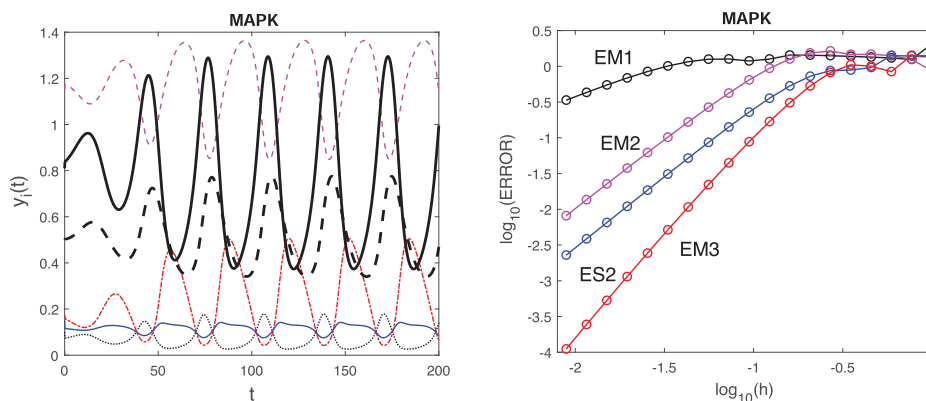 MAPK
1.4
1.2
1
0.8
0.6
0.4
0.2
0
0 50 100 150 200
t
y_i(t)
MAPK
0.5
0
-0.5
-1
-1.5
-2
-2.5
-3
-3.5
-4
-2 -1.5 -1 -0.5
log_10(h)
log_10(ERROR)
EM1
EM2
EM3
ES2